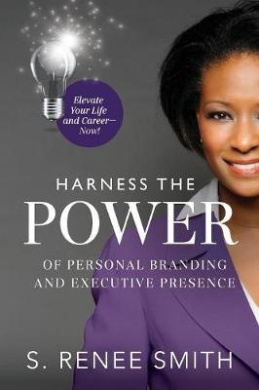 Elevate
Your Life
and Career—
Now!
HARNESS THE
POWER
OF PERSONAL BRANDING
AND EXECUTIVE PRESENCE
S. RENEE SMITH